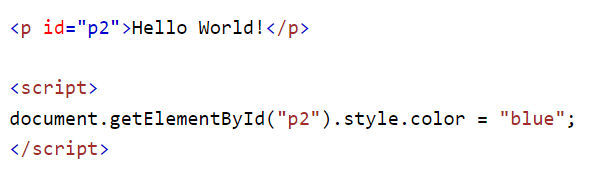 <p id="p2">Hello World!</p>
<script>
document.getElementById("p2").style.color = "blue";
</script>